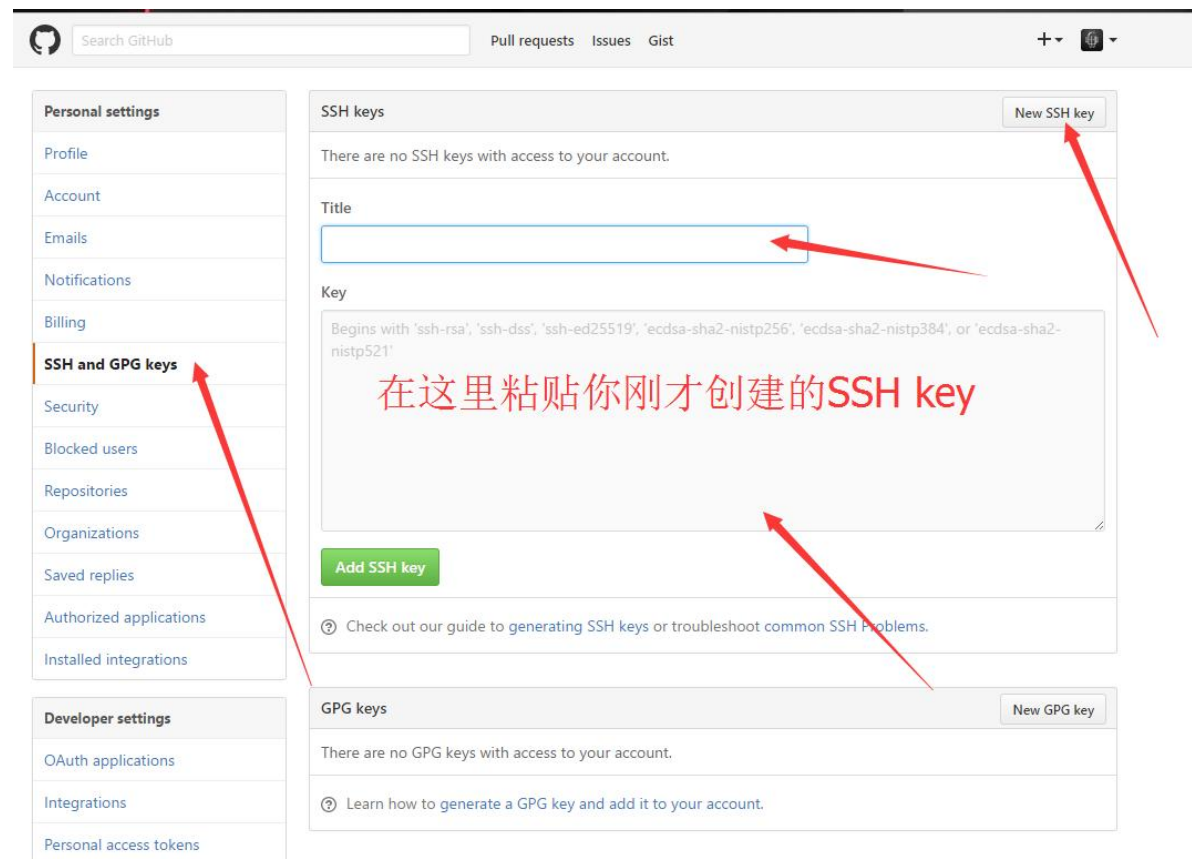 Search GitHub
Pull requests Issues Gist
Personal settings
Profile
Account
Emails
Notifications
Billing
SSH and GPG keys
Security
Blocked users
Repositories
Organizations
Saved replies
Authorized applications
Installed integrations
Developer settings
OAuth applications
Integrations
Personal access tokens
SSH keys
New SSH key
There are no SSH keys with access to your account.
Title
Key
Begins with 'ssh-rsa', 'ssh-dss', 'ssh-ed25519', 'ecdsa-sha2-nistp256', 'ecdsa-sha2-nistp384', or 'ecdsa-sha2-
nistp521'
在这里粘贴你刚才创建的SSH key
Add SSH key
Check out our guide to generating SSH keys or troubleshoot common SSH Problems.
GPG keys
New GPG key
There are no GPG keys with access to your account.
Learn how to generate a GPG key and add it to your account.